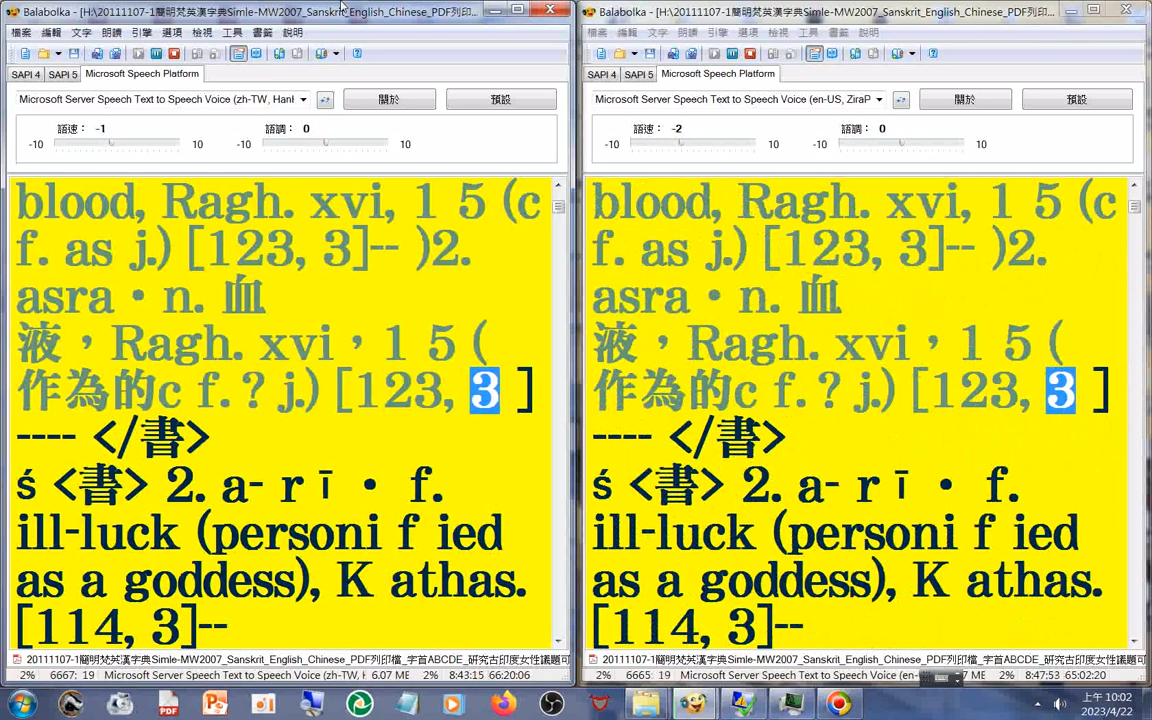 Balabolka - [H:\20111107-1簡明梵英漢字典Simle-MW2007_Sanskrit_English_Chinese_PDF列印...
檔案 編輯 文字 朗讀 引擎 選項 檢視 工具 書籤 說明
SAPI 4 SAPI 5 Microsoft Speech Platform
Microsoft Server Speech Text to Speech Voice (zh-TW, Hanl
關於 預設
語速： -1 語調： 0
-10 10 -10 10
blood, Ragh. xvi, 1 5 (c
f. as j.) [123, 3]-- )2.
asra • n. 血
液，Ragh. xvi，1 5 (
作為的c f. ? j.) [123, 3 ]
---- </書>
ś <書> 2. a- r ī • f.
ill-luck (personi f ied
as a goddess), K athas.
[114, 3]--
20111107-1簡明梵英漢字典Simle-MW2007_Sanskrit_English_Chinese_PDF列印檔_字首ABCDE_研究古印度女性議題可
2% 6667: 19 Microsoft Server Speech Text to Speech Voice (zh-TW, H 6.07 MB 2% 8:43:15 66:20:06
Balabolka - [H:\20111107-1簡明梵英漢字典Simle-MW2007_Sanskrit_English_Chinese_PDF列印...
檔案 編輯 文字 朗讀 引擎 選項 檢視 工具 書籤 說明
SAPI 4 SAPI 5 Microsoft Speech Platform
Microsoft Server Speech Text to Speech Voice (en-US, ZiraP
關於 預設
語速： -2 語調： 0
-10 10 -10 10
blood, Ragh. xvi, 1 5 (c
f. as j.) [123, 3]-- )2.
asra • n. 血
液，Ragh. xvi，1 5 (
作為的c f. ? j.) [123, 3 ]
---- </書>
ś <書> 2. a- r ī • f.
ill-luck (personi f ied
as a goddess), K athas.
[114, 3]--
20111107-1簡明梵英漢字典Simle-MW2007_Sanskrit_English_Chinese_PDF列印檔_字首ABCDE_研究古印度女性議題可
2% 6665: 19 Microsoft Server Speech Text to Speech Voice 2% 8:47:53 65:02:20
上午 10:02
2023/4/22